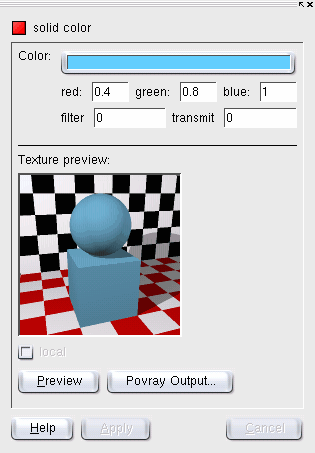 solid color
Color:
red: 0.4 green: 0.8 blue: 1
filter 0 transmit 0
Texture preview:
local
Preview Povray Output...
Help Apply Cancel